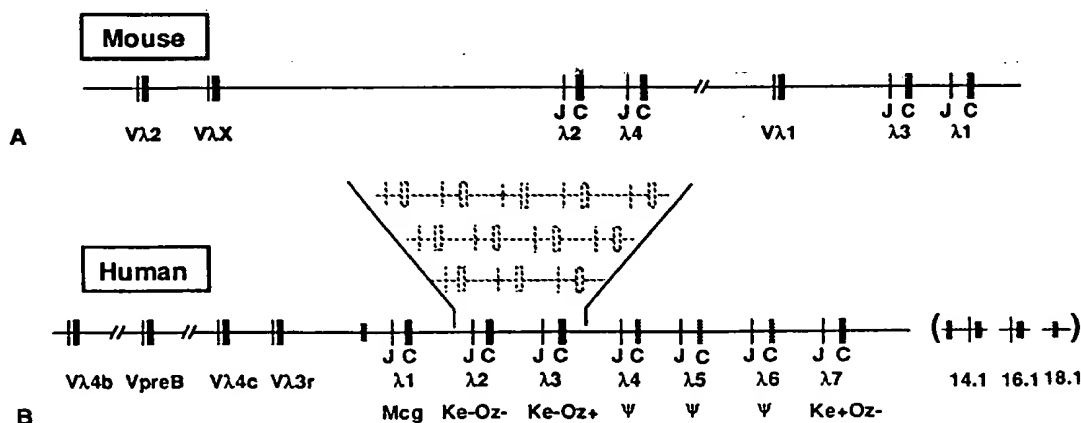 Mouse
J C J C J C J C
A Vλ2 VλX λ2 λ4 Vλ1 λ3 λ1
Human
J C J C J C J C J C J C J C
Vλ4b VpreB Vλ4c Vλ3r λ1 λ2 λ3 λ4 λ5 λ6 λ7 ( ) 14.1 16.1 18.1
B Mcg Ke-Oz- Ke-Oz+ Ψ Ψ Ψ Ke+Oz-